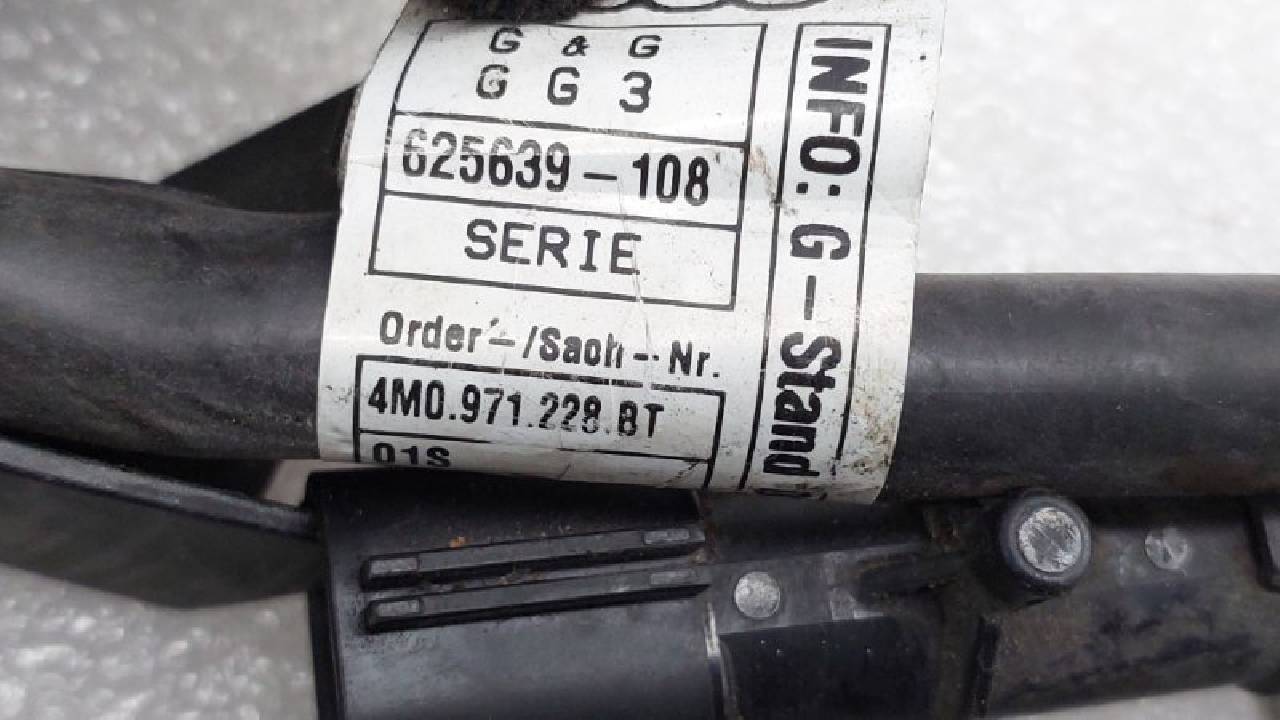 G & G
G G 3
625639-108
SERIE
Order-/Sach-Nr.
4M0.971.228.BT
01S
INFO: G-Stand